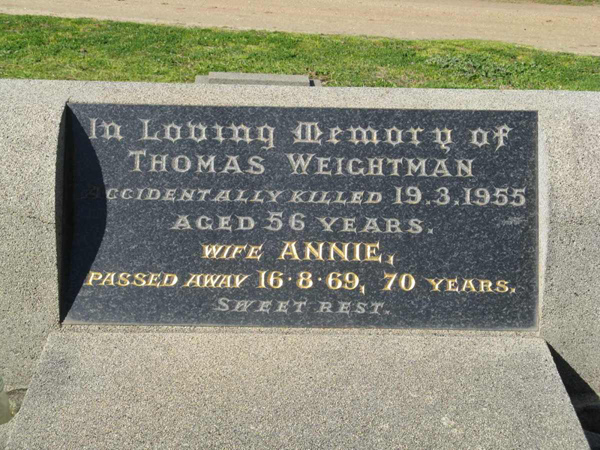 In Loving Memory of
THOMAS WEIGHTMAN
ACCIDENTALLY KILLED 19.3.1955
AGED 56 YEARS.
WIFE ANNIE,
PASSED AWAY 16·8·69, 70 YEARS.
SWEET REST.